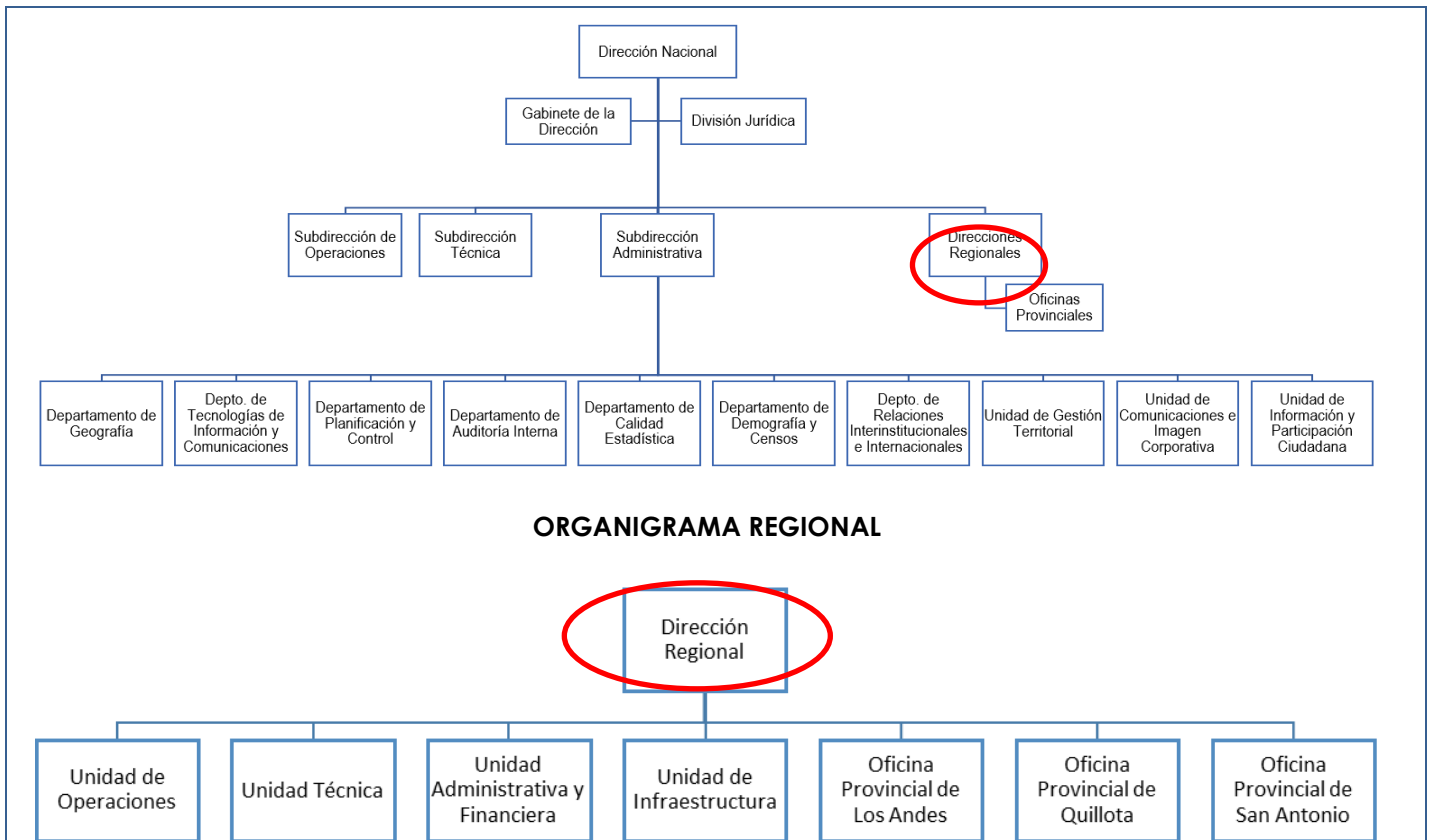 Dirección Nacional
Gabinete de la
Dirección
División Jurídica
Subdirección de
Operaciones
Subdirección
Técnica
Subdirección
Administrativa
Direcciones
Regionales
Oficinas
Provinciales
Departamento de
Geografía
Depto. de
Tecnologías de
Información y
Comunicaciones
Departamento de
Planificación y
Control
Departamento de
Auditoría Interna
Departamento de
Calidad
Estadística
Departamento de
Demografía y
Censos
Depto. de
Relaciones
Interinstitucionales
e Internacionales
Unidad de Gestión
Territorial
Unidad de
Comunicaciones e
Imagen
Corporativa
Unidad de
Información y
Participación
Ciudadana
ORGANIGRAMA REGIONAL
Dirección
Regional
Unidad de
Operaciones
Unidad Técnica
Unidad
Administrativa y
Financiera
Unidad de
Infraestructura
Oficina
Provincial de
Los Andes
Oficina
Provincial de
Quillota
Oficina
Provincial de
San Antonio